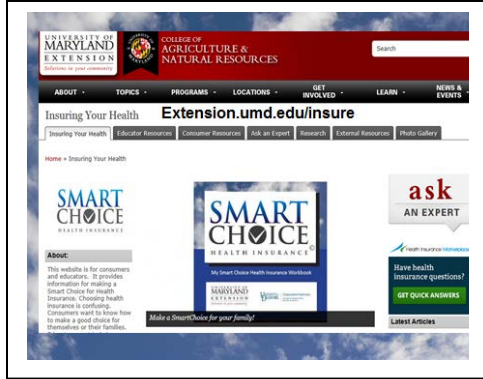 UNIVERSITY OF
MARYLAND
EXTENSION
Solutions in your community
COLLEGE OF
AGRICULTURE &
NATURAL RESOURCES
Search
ABOUT
TOPICS
PROGRAMS
LOCATIONS
GET
INVOLVED
LEARN
NEWS &
EVENTS
Insuring Your Health
Extension.umd.edu/insure
Insuring Your Health
Educator Resources
Consumer Resources
Ask an Expert
Research
External Resources
Photo Gallery
Home » Insuring Your Health
SMART
CHOICE
HEALTH INSURANCE
About:
This website is for consumers
and educators. It provides
information for making a
Smart Choice for Health
Insurance. Choosing health
insurance is confusing.
Consumers want to know how
to make a good choice for
themselves or their families.
SMART
CHOICE
HEALTH INSURANCE
My Smart Choice Health Insurance Workbook
UNIVERSITY OF
MARYLAND
EXTENSION
Make a SmartChoice for your family!
ask
AN EXPERT
Health Insurance Marketplace
Have health
insurance questions?
GET QUICK ANSWERS
Latest Articles